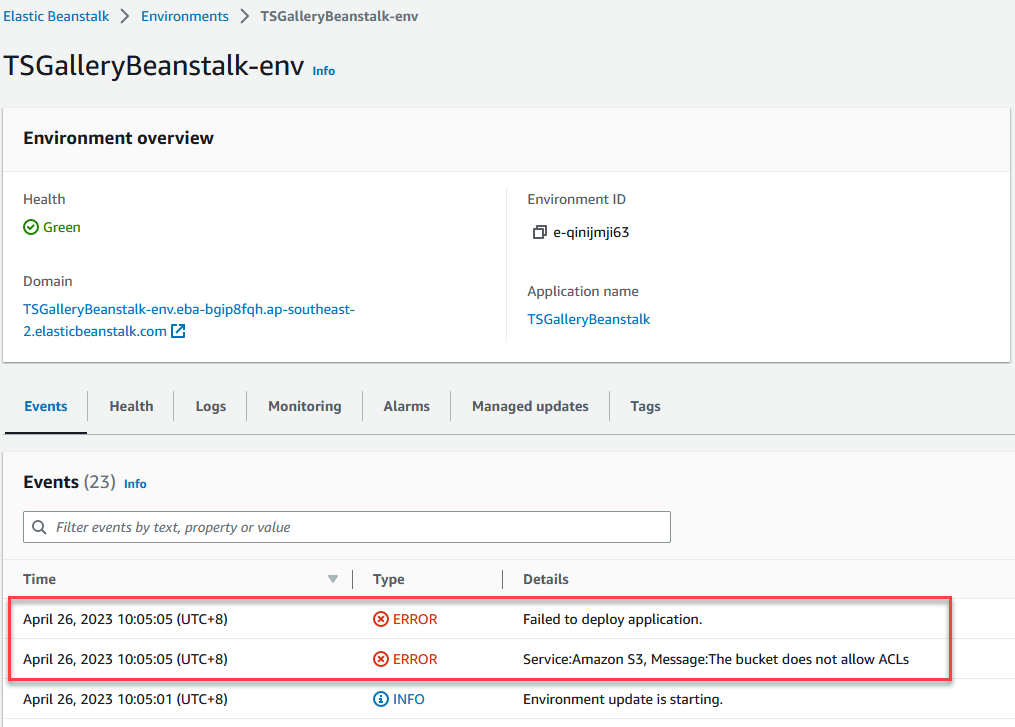 Elastic Beanstalk > Environments > TSGalleryBeanstalk-env
TSGalleryBeanstalk-env Info
Environment overview
Health
Green
Environment ID
e-qinijmji63
Domain
TSGalleryBeanstalk-env.eba-bgip8fqh.ap-southeast-
2.elasticbeanstalk.com
Application name
TSGalleryBeanstalk
Events Health Logs Monitoring Alarms Managed updates Tags
Events (23) Info
Filter events by text, property or value
Time Type Details
April 26, 2023 10:05:05 (UTC+8) ERROR Failed to deploy application.
April 26, 2023 10:05:05 (UTC+8) ERROR Service:Amazon S3, Message:The bucket does not allow ACLs
April 26, 2023 10:05:01 (UTC+8) INFO Environment update is starting.